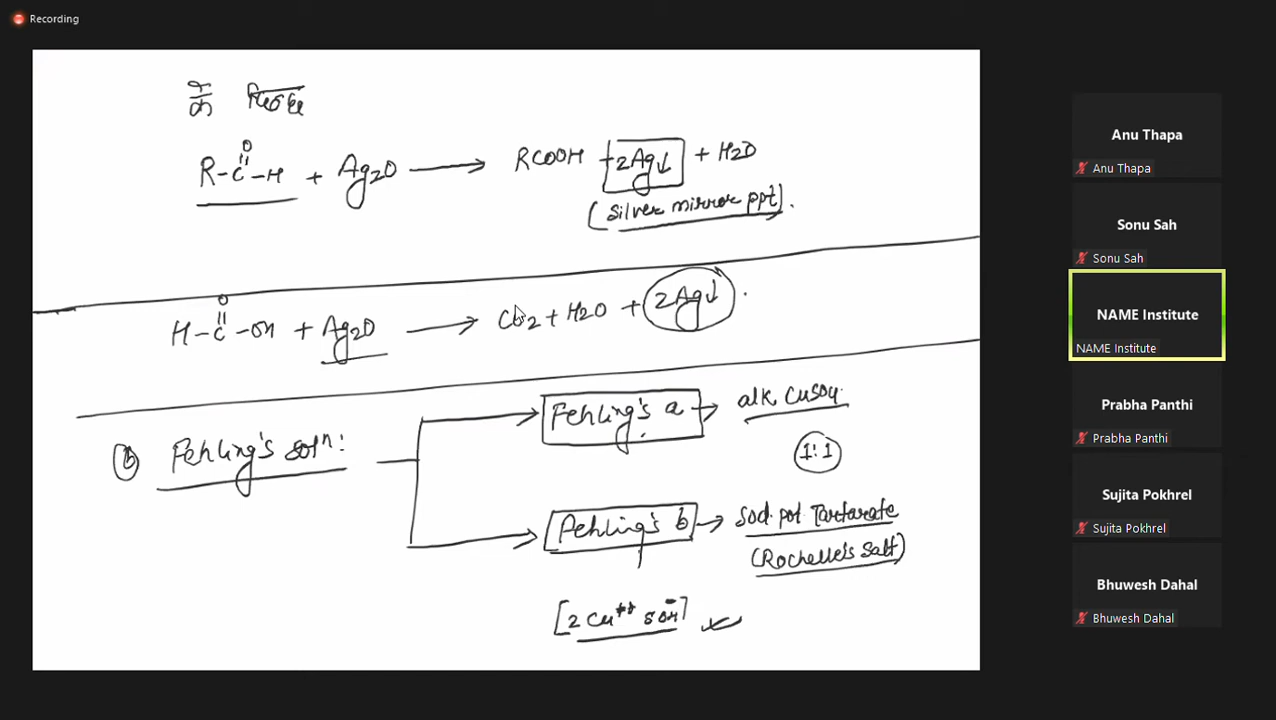 Recording
R-C-H + Ag2O → RCOOH + 2Ag↓ + H2O
O
(silver mirror ppt).
H-C-OH + Ag2O → CO2 + H2O + 2Ag↓ .
O
(b) Fehling's solⁿ:
Fehling's a → alk. CuSO4.
1:1
Fehling's b → Sod. pot. Tartarate
(Rochelle's Salt)
[2Cu⁺⁺ 5OH⁻]
Anu Thapa
Anu Thapa
Sonu Sah
Sonu Sah
NAME Institute
NAME Institute
Prabha Panthi
Prabha Panthi
Sujita Pokhrel
Sujita Pokhrel
Bhuwesh Dahal
Bhuwesh Dahal